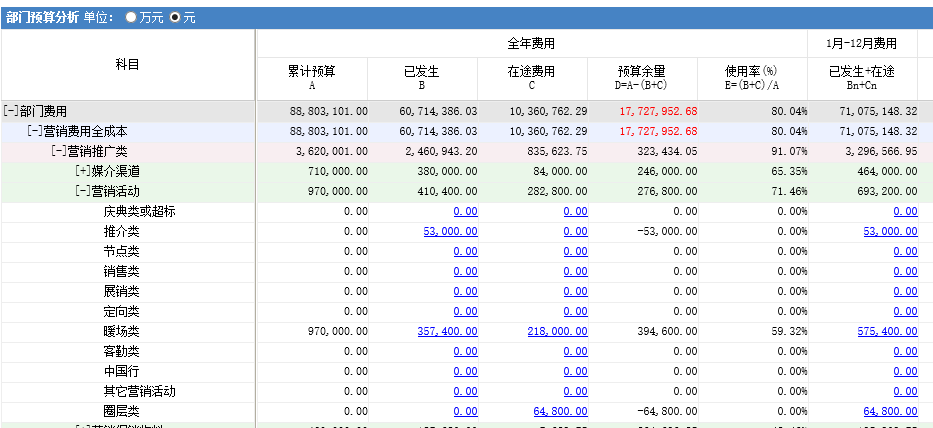 部门预算分析 单位： 万元 元
科目 全年费用 1月-12月费用
累计预算 已发生 在途费用 预算余量 使用率(%) 已发生+在途
A B C D=A-(B+C) E=(B+C)/A Bn+Cn
[-]部门费用 88,803,101.00 60,714,386.03 10,360,762.29 17,727,952.68 80.04% 71,075,148.32
[-]营销费用全成本 88,803,101.00 60,714,386.03 10,360,762.29 17,727,952.68 80.04% 71,075,148.32
[-]营销推广类 3,620,001.00 2,460,943.20 835,623.75 323,434.05 91.07% 3,296,566.95
[+]媒介渠道 710,000.00 380,000.00 84,000.00 246,000.00 65.35% 464,000.00
[-]营销活动 970,000.00 410,400.00 282,800.00 276,800.00 71.46% 693,200.00
庆典类或超标 0.00 0.00 0.00 0.00 0.00% 0.00
推介类 0.00 53,000.00 0.00 -53,000.00 0.00% 53,000.00
节点类 0.00 0.00 0.00 0.00 0.00% 0.00
销售类 0.00 0.00 0.00 0.00 0.00% 0.00
展销类 0.00 0.00 0.00 0.00 0.00% 0.00
定向类 0.00 0.00 0.00 0.00 0.00% 0.00
暖场类 970,000.00 357,400.00 218,000.00 394,600.00 59.32% 575,400.00
客勤类 0.00 0.00 0.00 0.00 0.00% 0.00
中国行 0.00 0.00 0.00 0.00 0.00% 0.00
其它营销活动 0.00 0.00 0.00 0.00 0.00% 0.00
圈层类 0.00 0.00 64,800.00 -64,800.00 0.00% 64,800.00